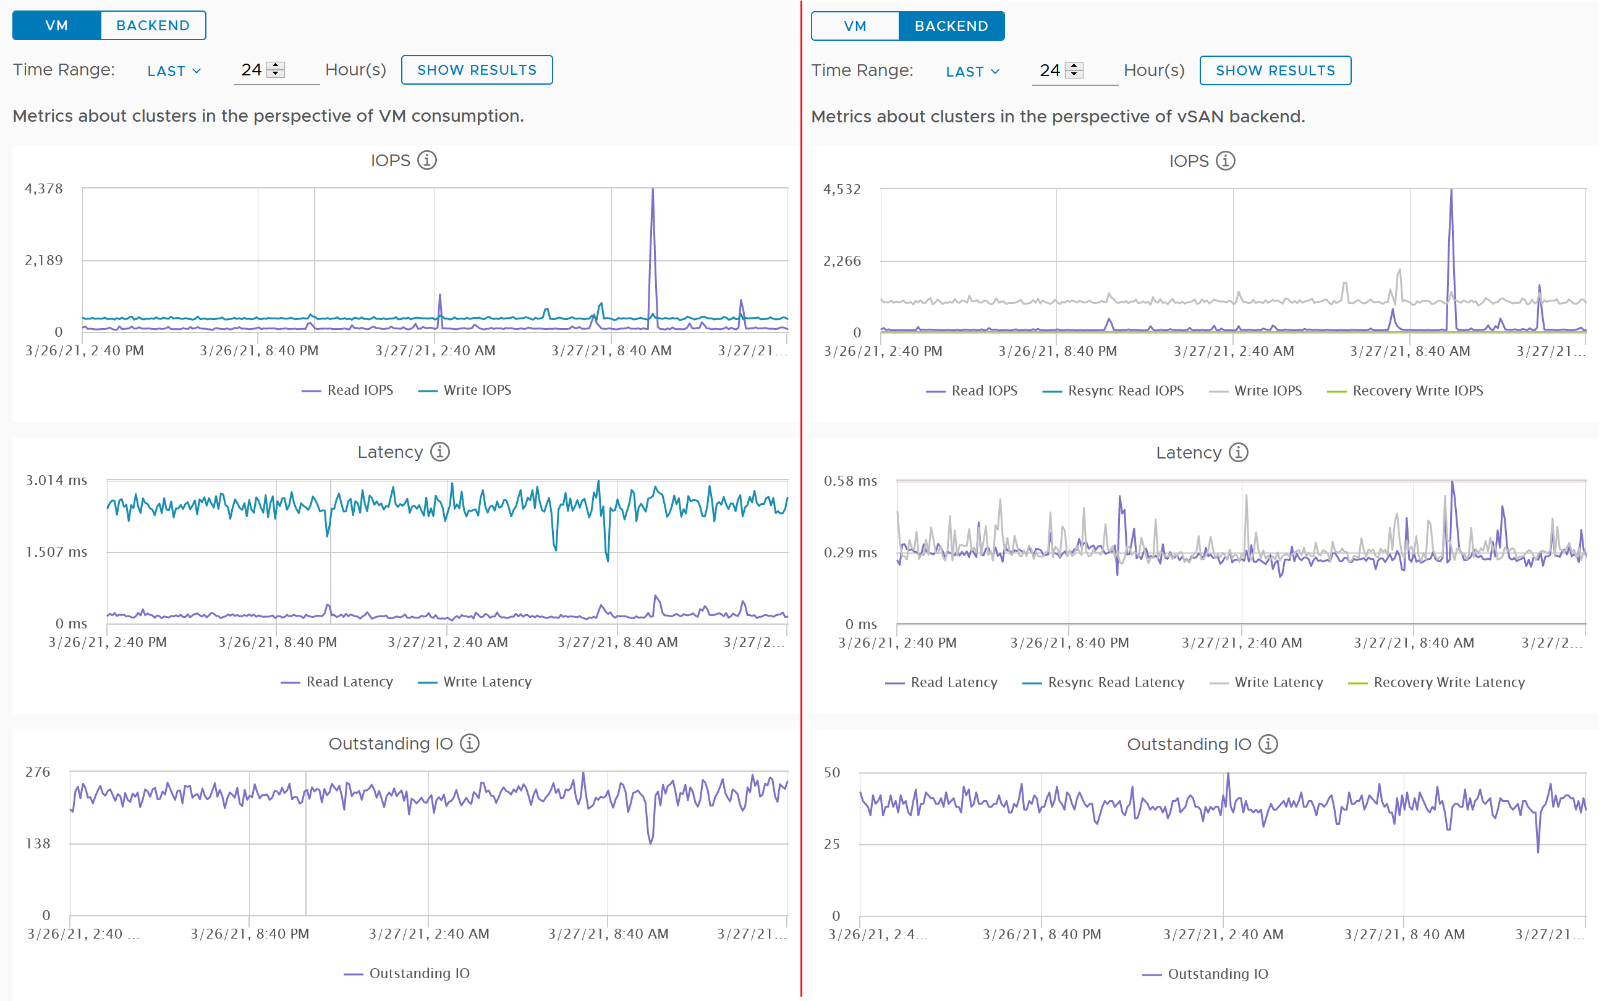 VM BACKEND
Time Range: LAST 24 Hour(s) SHOW RESULTS
Metrics about clusters in the perspective of VM consumption.
IOPS
4,378
2,189
0
3/26/21, 2:40 PM 3/26/21, 8:40 PM 3/27/21, 2:40 AM 3/27/21, 8:40 AM 3/27/21...
Read IOPS Write IOPS
Latency
3.014 ms
1.507 ms
0 ms
3/26/21, 2:40 PM 3/26/21, 8:40 PM 3/27/21, 2:40 AM 3/27/21, 8:40 AM 3/27/2...
Read Latency Write Latency
Outstanding IO
276
138
0
3/26/21, 2:40 ... 3/26/21, 8:40 PM 3/27/21, 2:40 AM 3/27/21, 8:40 AM 3/27/21...
Outstanding IO
VM BACKEND
Time Range: LAST 24 Hour(s) SHOW RESULTS
Metrics about clusters in the perspective of vSAN backend.
IOPS
4,532
2,266
0
3/26/21, 2:40 PM 3/26/21, 8:40 PM 3/27/21, 2:40 AM 3/27/21, 8:40 AM 3/27/21...
Read IOPS Resync Read IOPS Write IOPS Recovery Write IOPS
Latency
0.58 ms
0.29 ms
0 ms
3/26/21, 2:40 PM 3/26/21, 8:40 PM 3/27/21, 2:40 AM 3/27/21, 8:40 AM 3/27/2...
Read Latency Resync Read Latency Write Latency Recovery Write Latency
Outstanding IO
50
25
0
3/26/21, 2:4... 3/26/21, 8:40 PM 3/27/21, 2:40 AM 3/27/21, 8:40 AM 3/27/21...
Outstanding IO